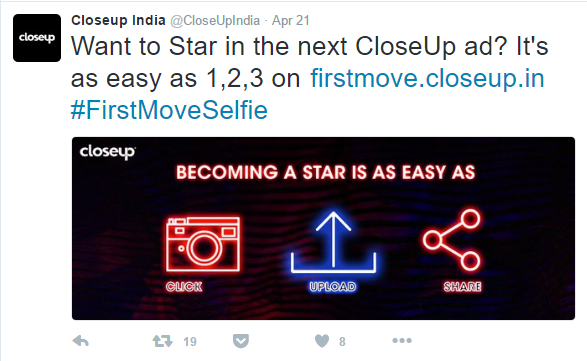 closeup
Closeup India @CloseUpIndia · Apr 21
Want to Star in the next CloseUp ad? It's
as easy as 1,2,3 on firstmove.closeup.in
#FirstMoveSelfie
closeup
BECOMING A STAR IS AS EASY AS
CLICK UPLOAD SHARE
19 8